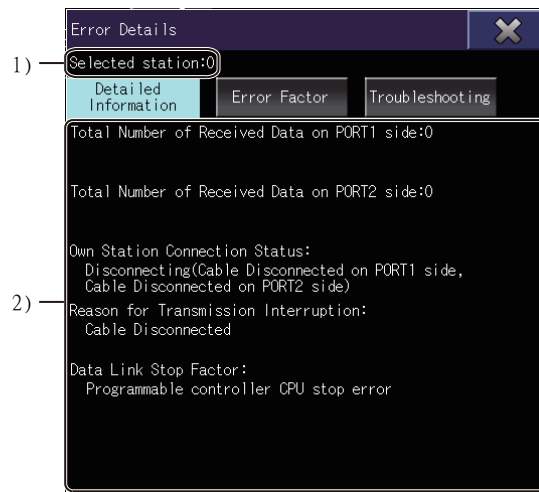 Error Details
1)
Selected station:0
Detailed Information
Error Factor
Troubleshooting
Total Number of Received Data on PORT1 side:0
Total Number of Received Data on PORT2 side:0
2)
Own Station Connection Status:
Disconnecting(Cable Disconnected on PORT1 side,
Cable Disconnected on PORT2 side)
Reason for Transmission Interruption:
Cable Disconnected
Data Link Stop Factor:
Programmable controller CPU stop error